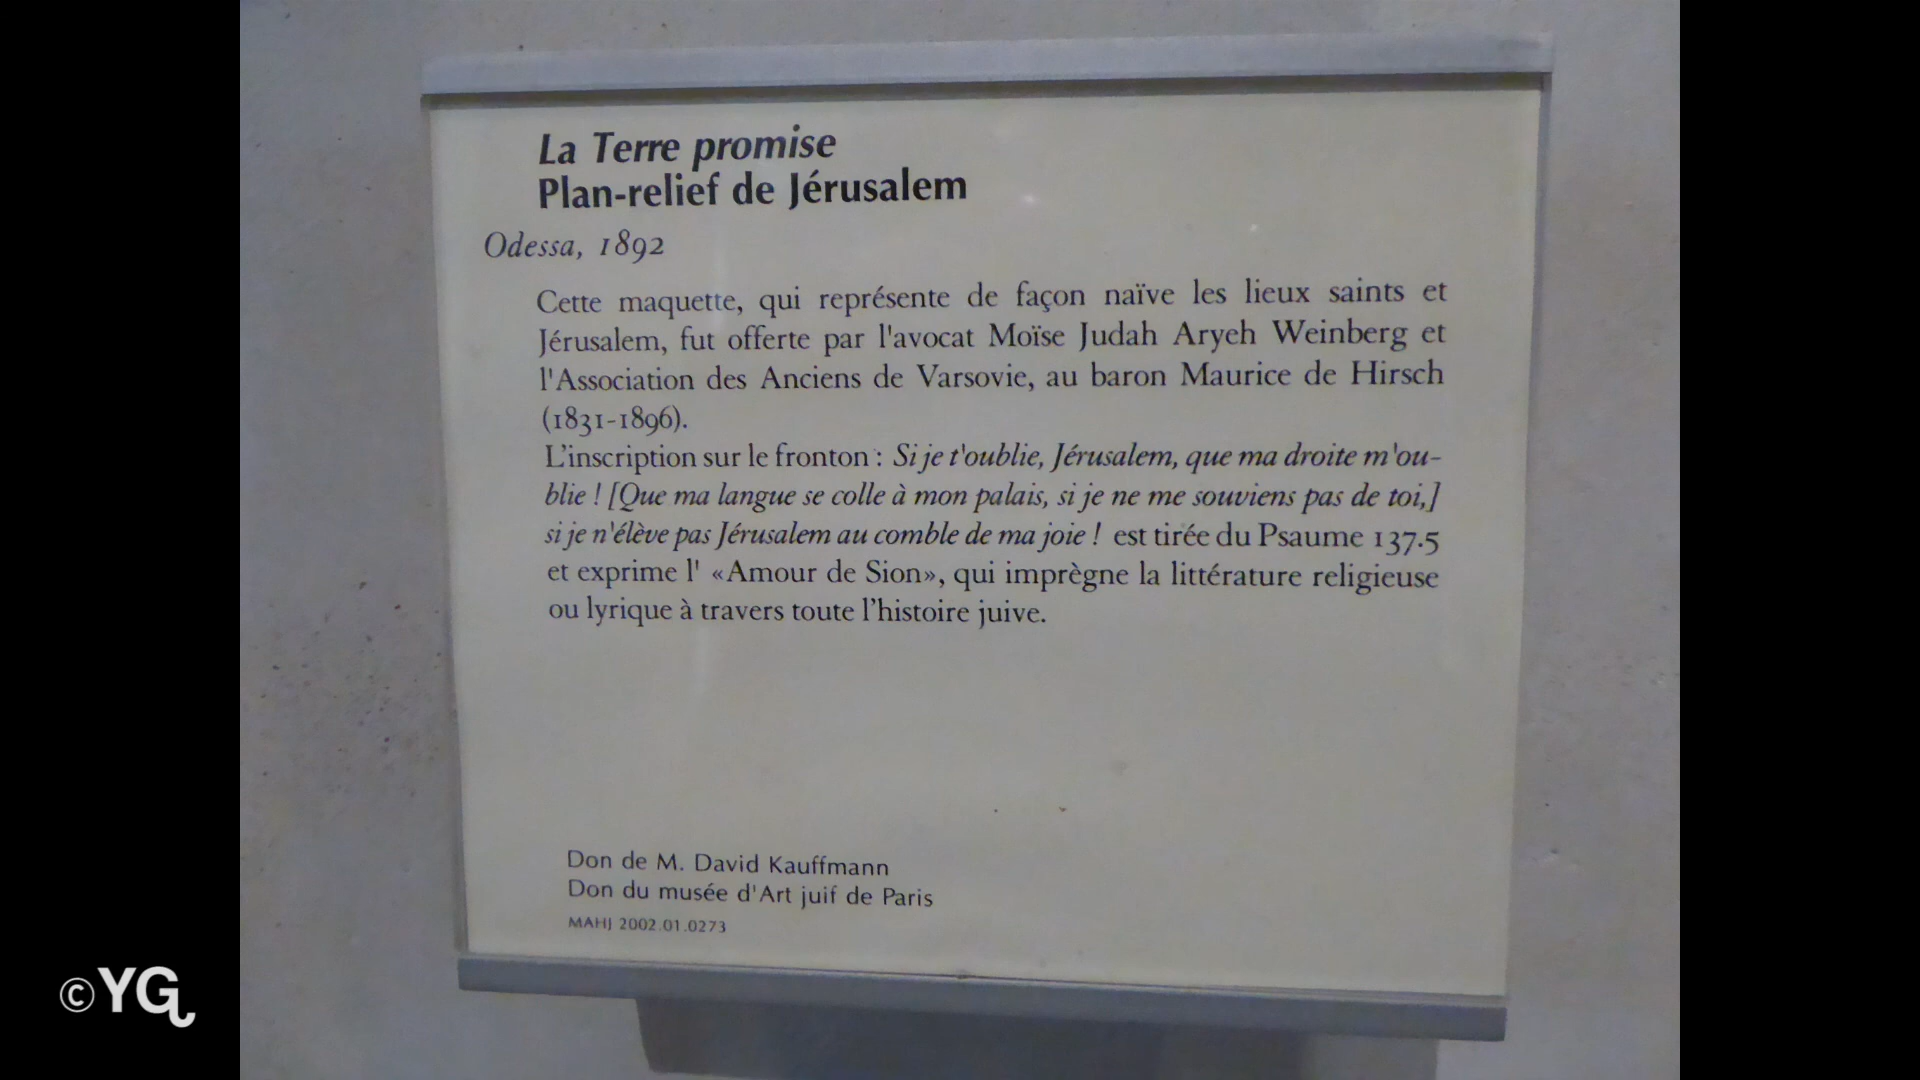 La Terre promise
Plan-relief de Jérusalem
Odessa, 1892
Cette maquette, qui représente de façon naïve les lieux saints et
Jérusalem, fut offerte par l'avocat Moïse Judah Aryeh Weinberg et
l'Association des Anciens de Varsovie, au baron Maurice de Hirsch
(1831-1896).
L'inscription sur le fronton : Si je t'oublie, Jérusalem, que ma droite m'ou-
blie ! [Que ma langue se colle à mon palais, si je ne me souviens pas de toi,]
si je n'élève pas Jérusalem au comble de ma joie ! est tirée du Psaume 137.5
et exprime l' «Amour de Sion», qui imprègne la littérature religieuse
ou lyrique à travers toute l'histoire juive.
Don de M. David Kauffmann
Don du musée d'Art juif de Paris
MAHJ 2002.01.0273
©YG